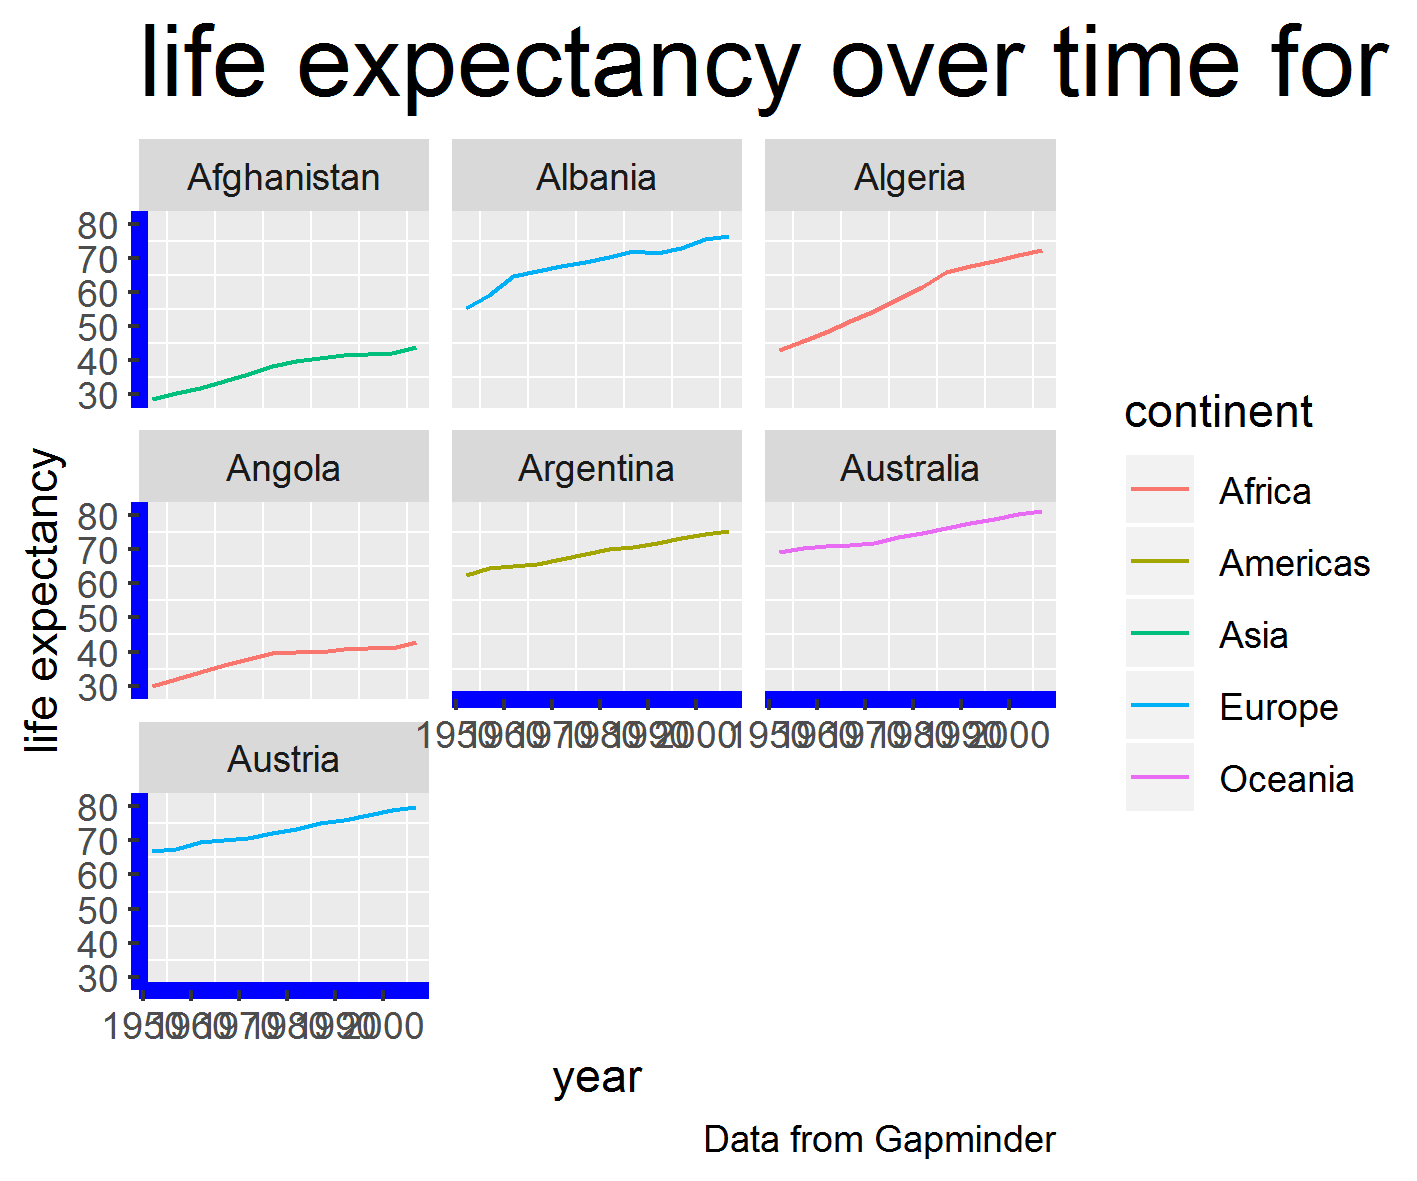 life expectancy over time for
Afghanistan Albania Algeria
80
70
60
50
40
30
Angola Argentina Australia
80
70
60
50
40
30
1950 1960 1970 1980 1990 2000 1950 1960 1970 1980 1990 2000
Austria
80
70
60
50
40
30
1950 1960 1970 1980 1990 2000
life expectancy
year
continent
Africa
Americas
Asia
Europe
Oceania
Data from Gapminder